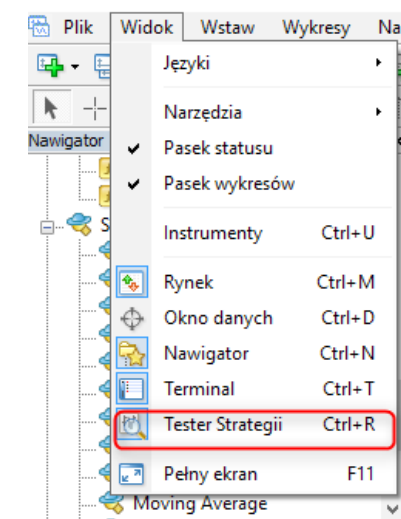 Plik Widok Wstaw Wykresy Na
Języki
Narzędzia
Nawigator
Pasek statusu
Pasek wykresów
S
Instrumenty Ctrl+U
Rynek Ctrl+M
Okno danych Ctrl+D
Nawigator Ctrl+N
Terminal Ctrl+T
Tester Strategii Ctrl+R
Pełny ekran F11
Moving Average